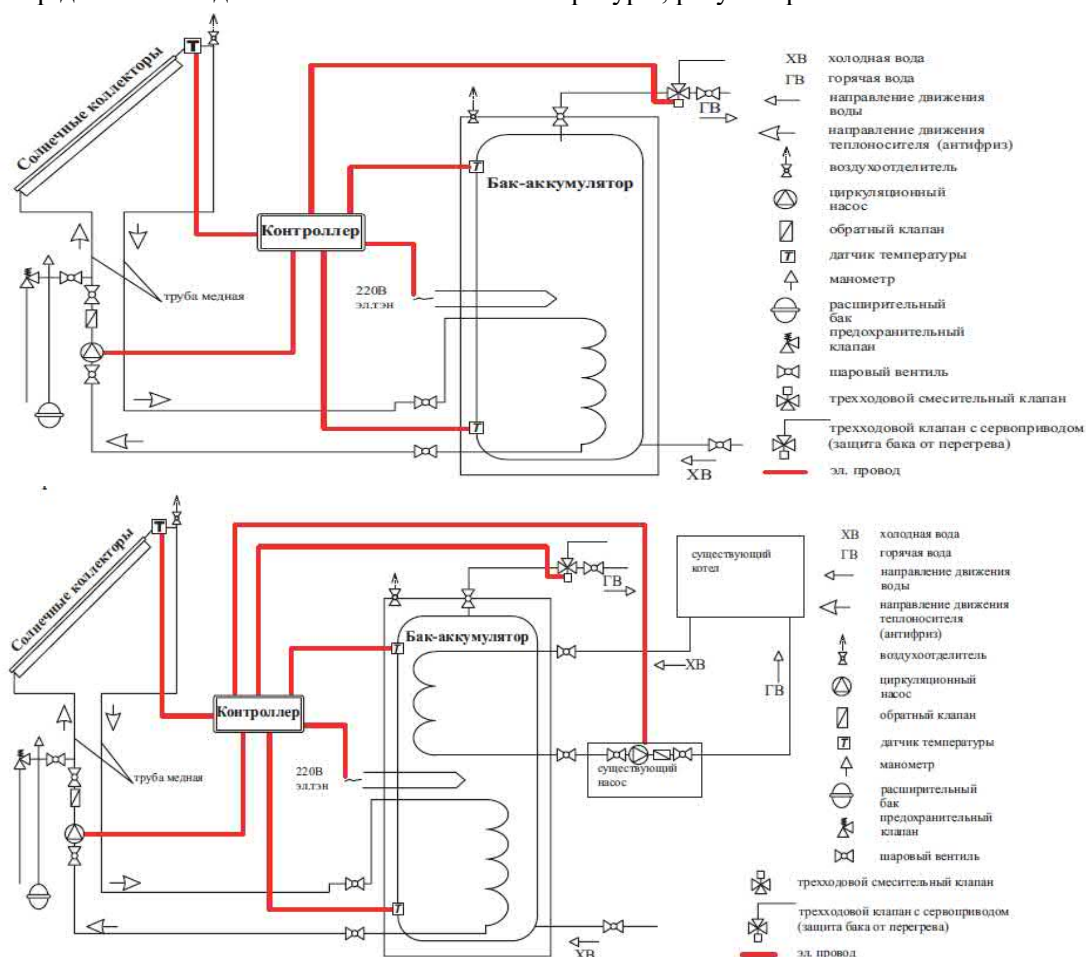 Солнечные коллекторы
T
T
Бак-аккумулятор
Контроллер
220В
эл.тэн
труба медная
T
ГВ
ХВ
ХВ холодная вода
ГВ горячая вода
направление движения
воды
направление движения
теплоносителя (антифриз)
воздухоотделитель
циркуляционный
насос
обратный клапан
T датчик температуры
манометр
расширительный
бак
предохранительный
клапан
шаровый вентиль
трехходовой смесительный клапан
трехходовой клапан с сервоприводом
(защита бака от перегрева)
эл. провод
Солнечные коллекторы
T
T
Бак-аккумулятор
Контроллер
220В
эл.тэн
труба медная
T
ГВ
существующий
котел
ХВ
ГВ
существующий
насос
ХВ
ХВ холодная вода
ГВ горячая вода
направление движения
воды
направление движения
теплоносителя
(антифриз)
воздухоотделитель
циркуляционный
насос
обратный клапан
T датчик температуры
манометр
расширительный
бак
предохранительный
клапан
шаровый вентиль
трехходовой смесительный клапан
трехходовой клапан с сервоприводом
(защита бака от перегрева)
эл. провод